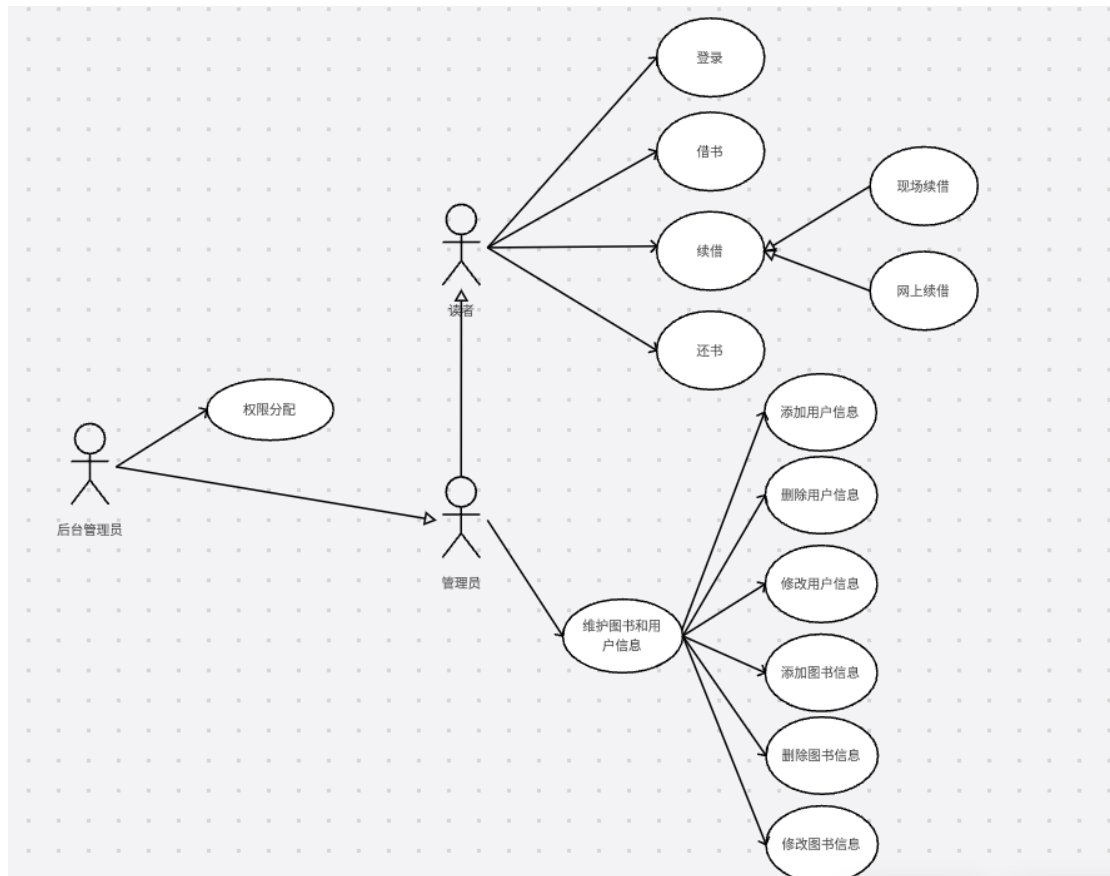 登录
借书
现场续借
续借
网上续借
读者
还书
权限分配
添加用户信息
删除用户信息
后台管理员
管理员
修改用户信息
维护图书和用
户信息
添加图书信息
删除图书信息
修改图书信息